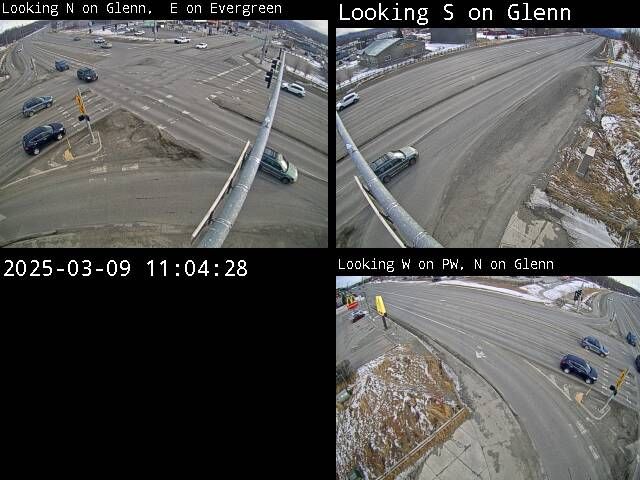 Looking N on Glenn,  E on Evergreen
Looking S on Glenn
2025-03-09 11:04:28
Looking W on PW, N on Glenn